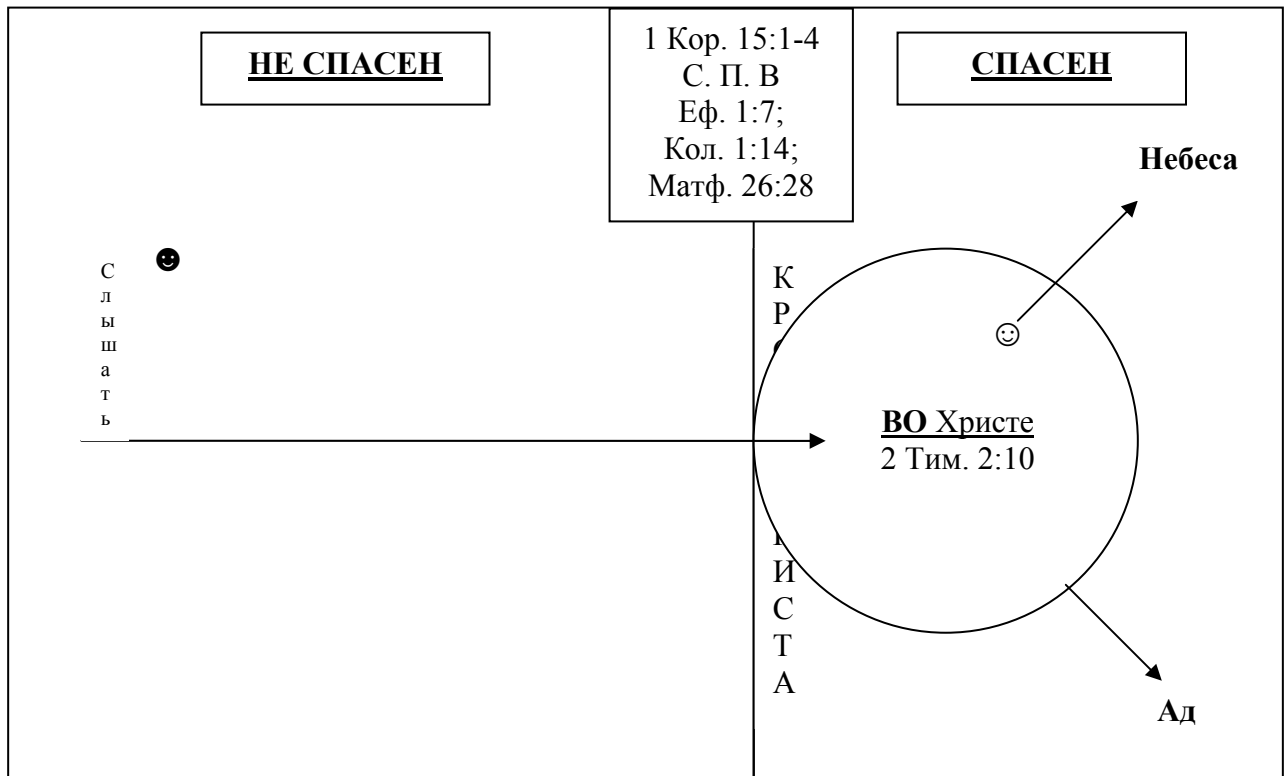 НЕ СПАСЕН
1 Кор. 15:1-4
С. П. В
Еф. 1:7;
Кол. 1:14;
Матф. 26:28
СПАСЕН
Небеса
Слышать
ВО Христе
2 Тим. 2:10
Ад